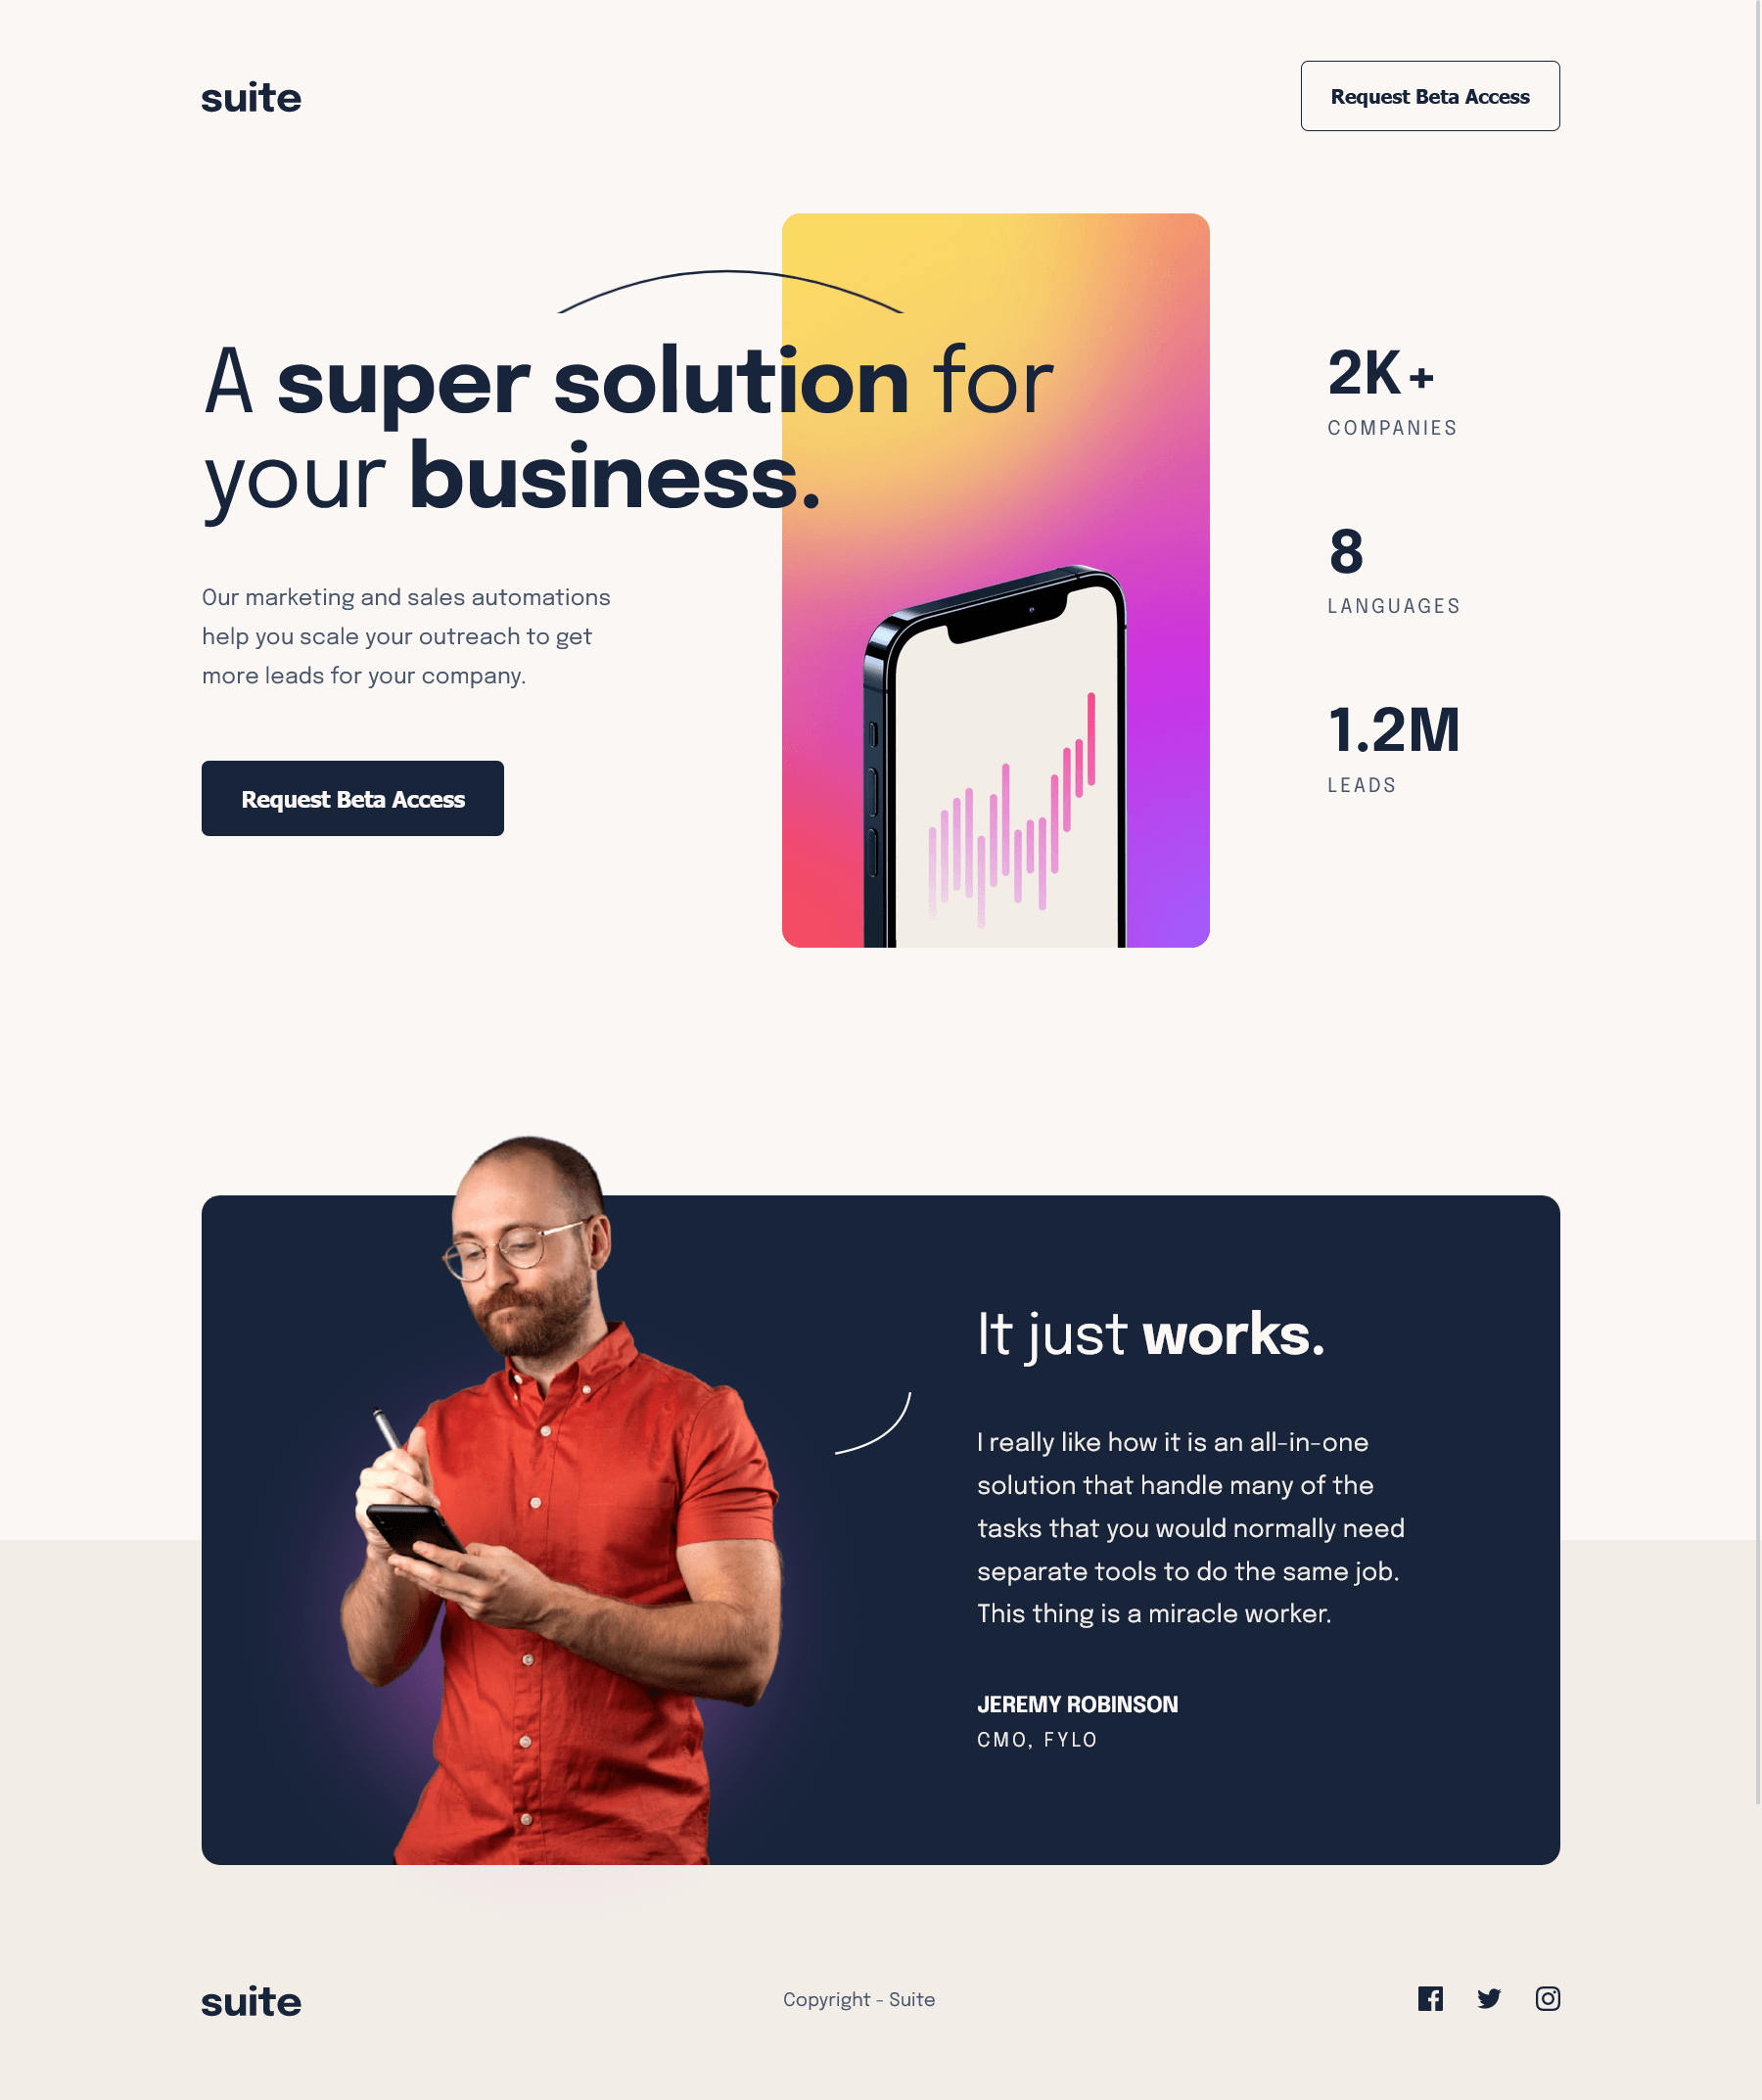 suite
Request Beta Access
A super solution for
your business.
Our marketing and sales automations
help you scale your outreach to get
more leads for your company.
Request Beta Access
2K+
COMPANIES
8
LANGUAGES
1.2M
LEADS
It just works.
I really like how it is an all-in-one
solution that handle many of the
tasks that you would normally need
separate tools to do the same job.
This thing is a miracle worker.
JEREMY ROBINSON
CMO, FYLO
suite
Copyright - Suite